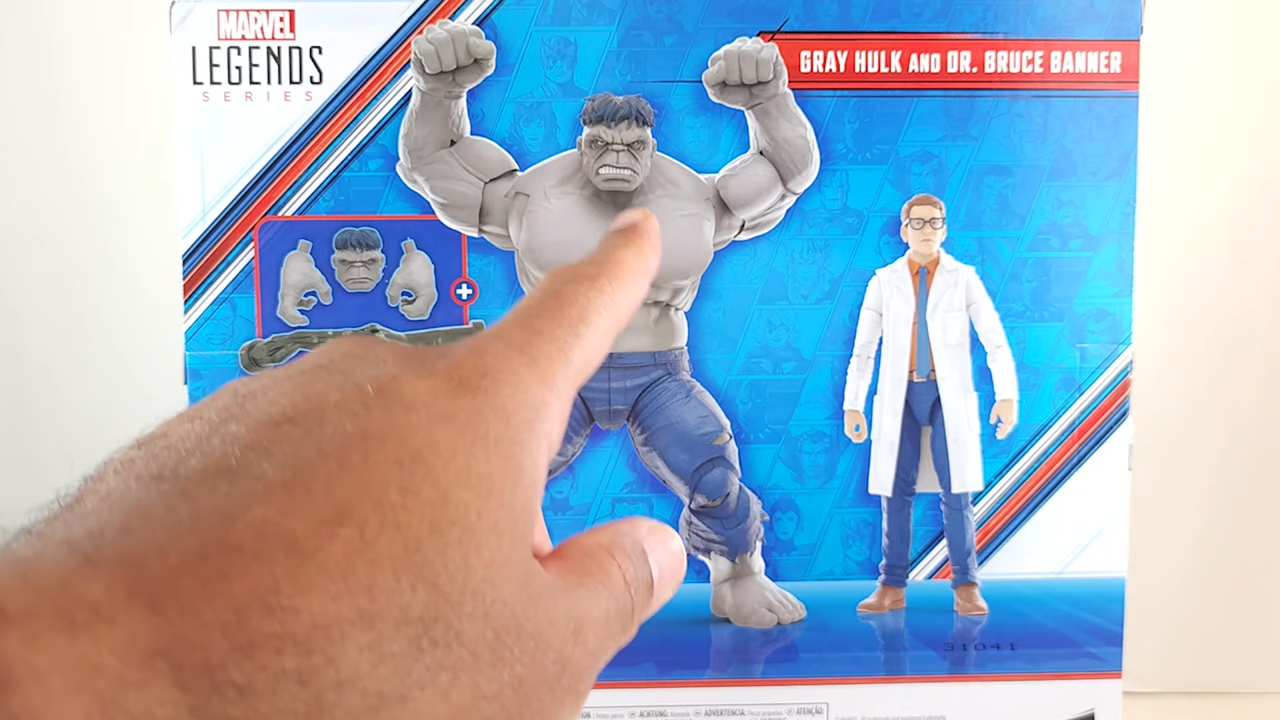 MARVEL
LEGENDS
SERIES
GRAY HULK AND DR. BRUCE BANNER
31041
ACHTUNG:
ADVERTENCIA:
ATENÇÃO: